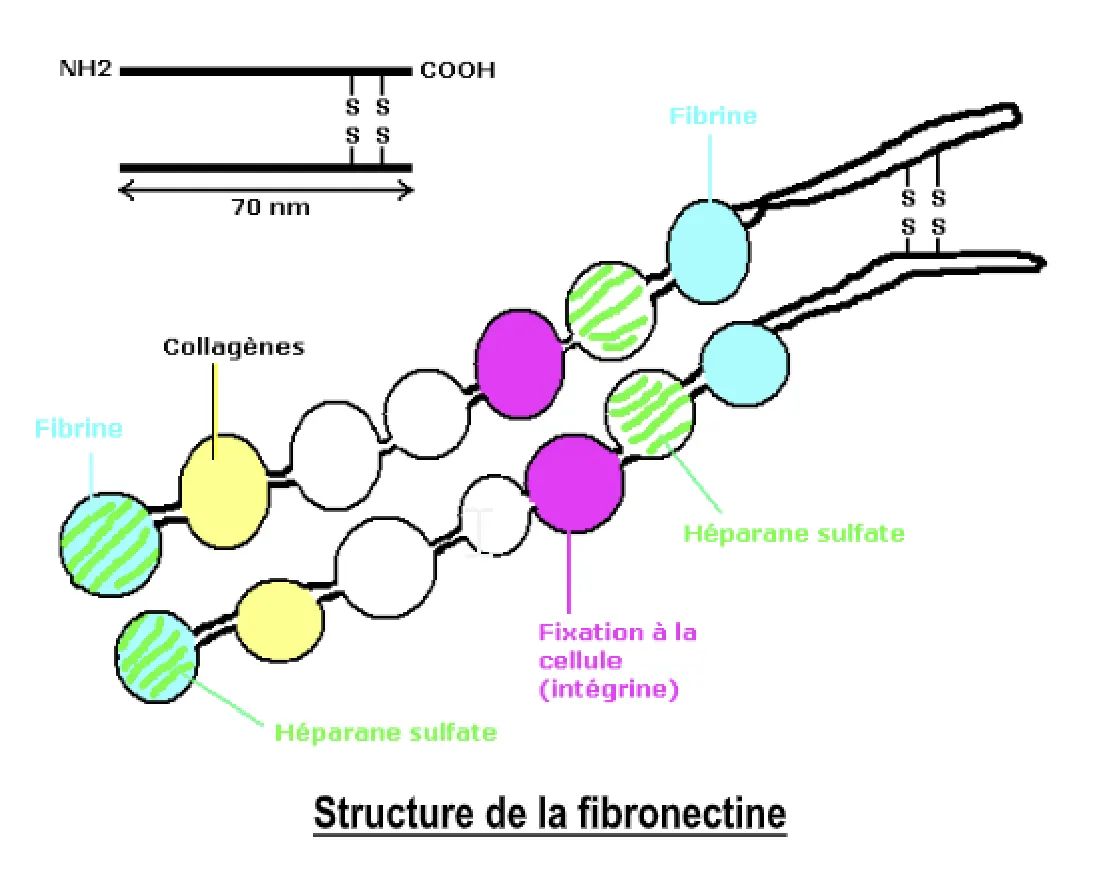 NH2
COOH
S S
S S
70 nm
Fibrine
S S
S S
Collagènes
Fibrine
Héparane sulfate
Fixation à la
cellule
(intégrine)
Héparane sulfate
Structure de la fibronectine